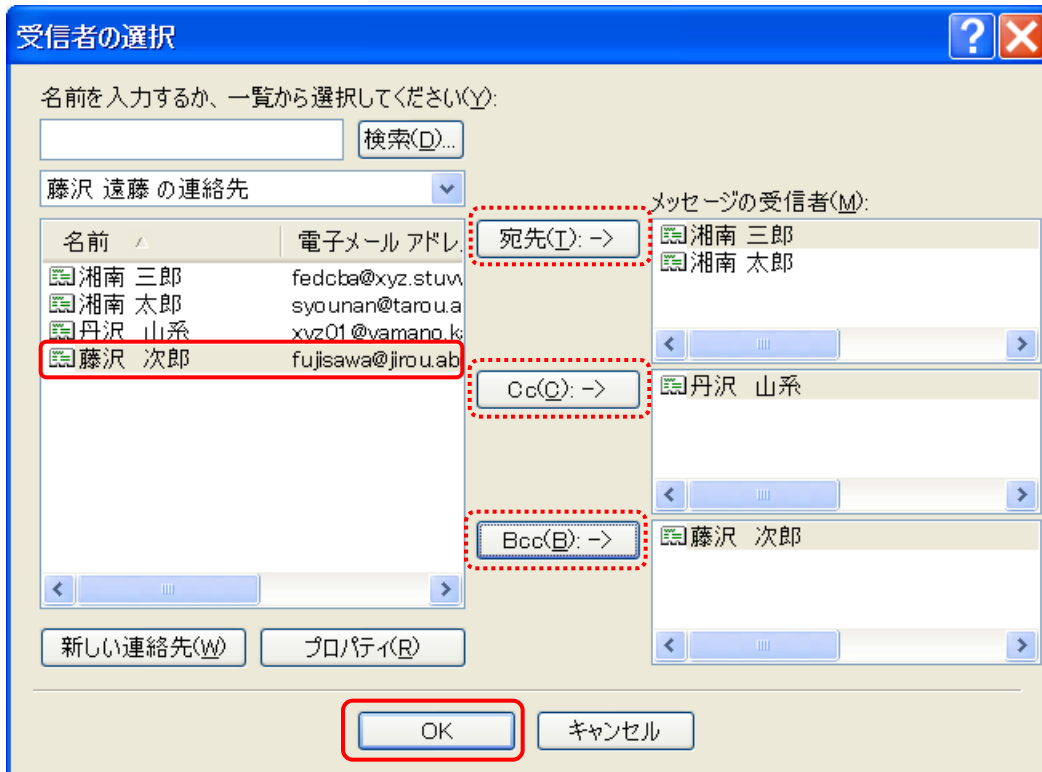 受信者の選択
名前を入力するか、一覧から選択してください(Y):
検索(D)...
藤沢 遠藤 の連絡先
名前
電子メール アドレ.
湘南 三郎 fedcba@xyz.stuv
湘南 太郎 syounan@tarou.a
丹沢　山系 xyz01@yamano.k
藤沢　次郎 fujisawa@jirou.ab
新しい連絡先(W)
プロパティ(R)
宛先(T): ->
Cc(C): ->
Bcc(B): ->
メッセージの受信者(M):
湘南 三郎
湘南 太郎
丹沢　山系
藤沢　次郎
OK
キャンセル